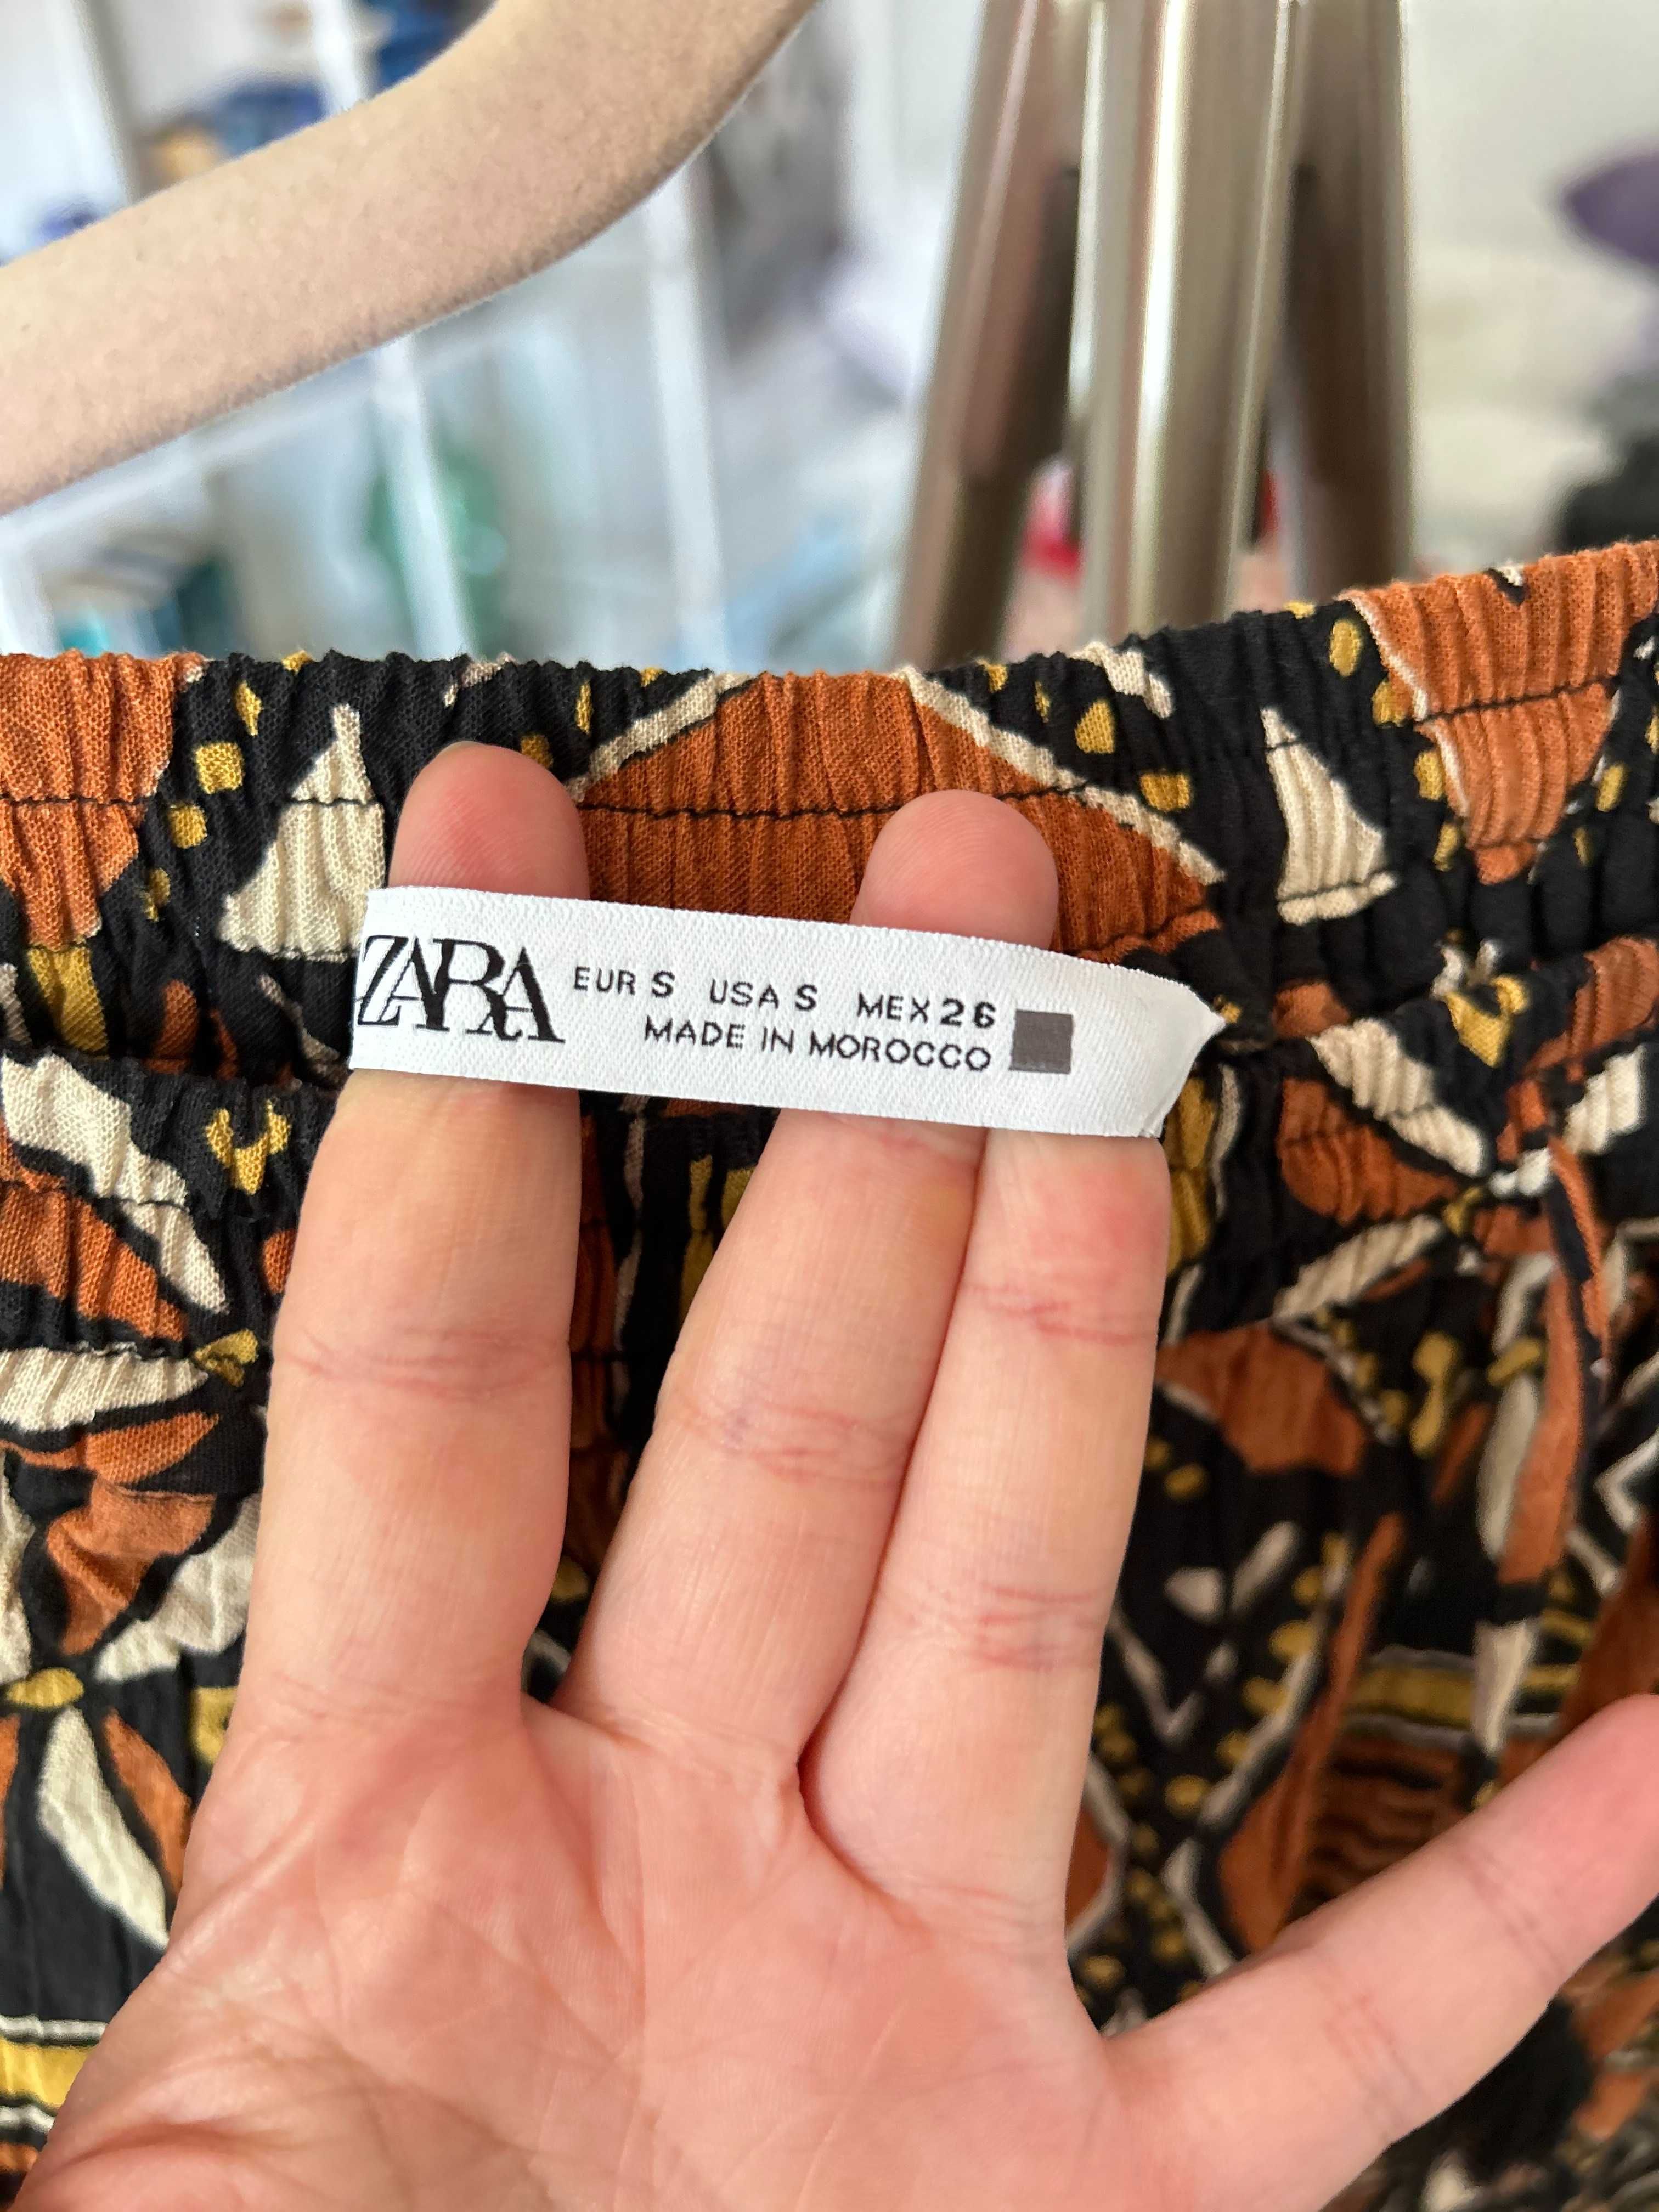 ZARA EUR S USA S MEX 26
MADE IN MOROCCO